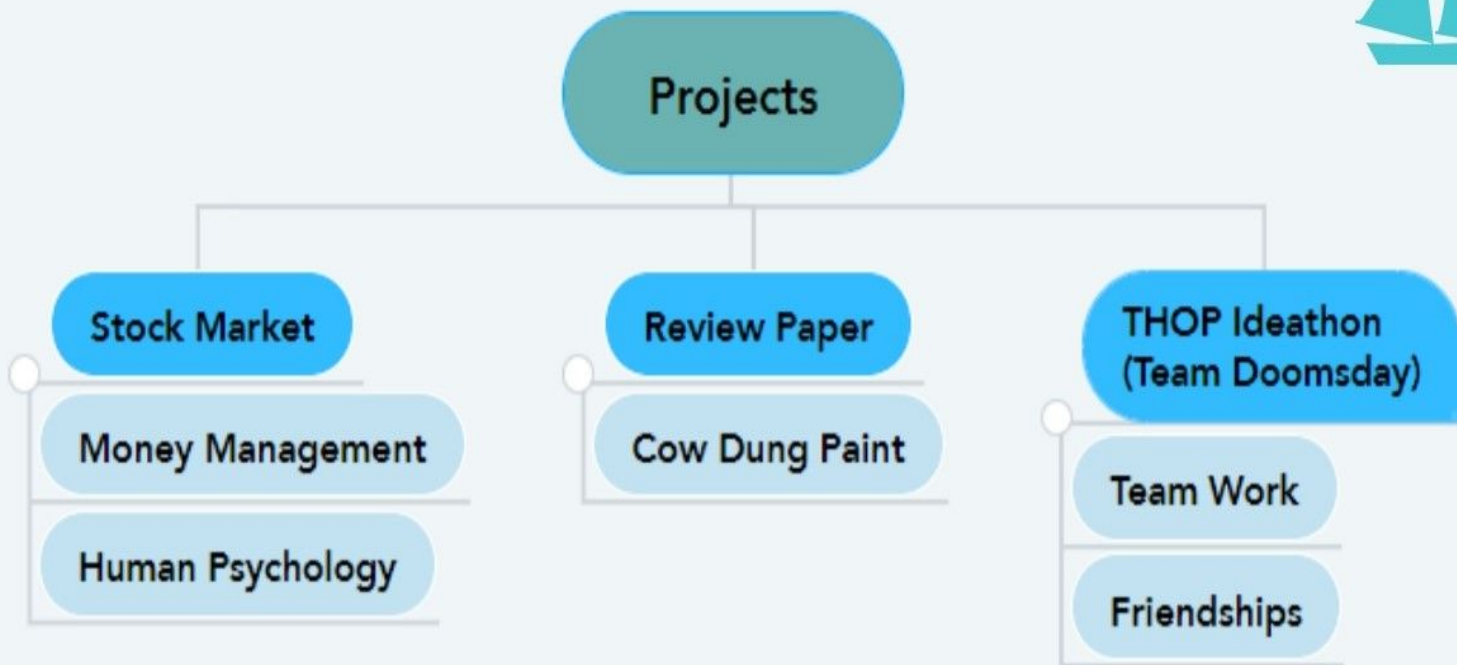 Projects
Stock Market
Money Management
Human Psychology
Review Paper
Cow Dung Paint
THOP Ideathon
(Team Doomsday)
Team Work
Friendships